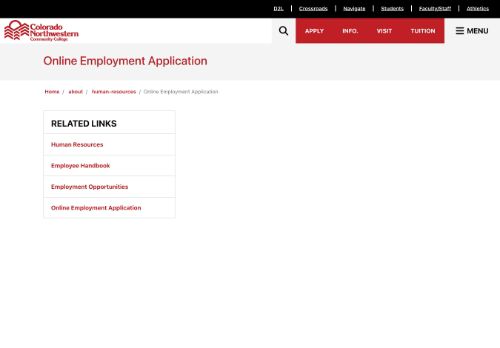 D2L Crossroads Navigate Students Faculty/Staff Athletics
Colorado
Northwestern
Community College
APPLY INFO. VISIT TUITION MENU
Online Employment Application
Home / about / human-resources / Online Employment Application
RELATED LINKS
Human Resources
Employee Handbook
Employment Opportunities
Online Employment Application